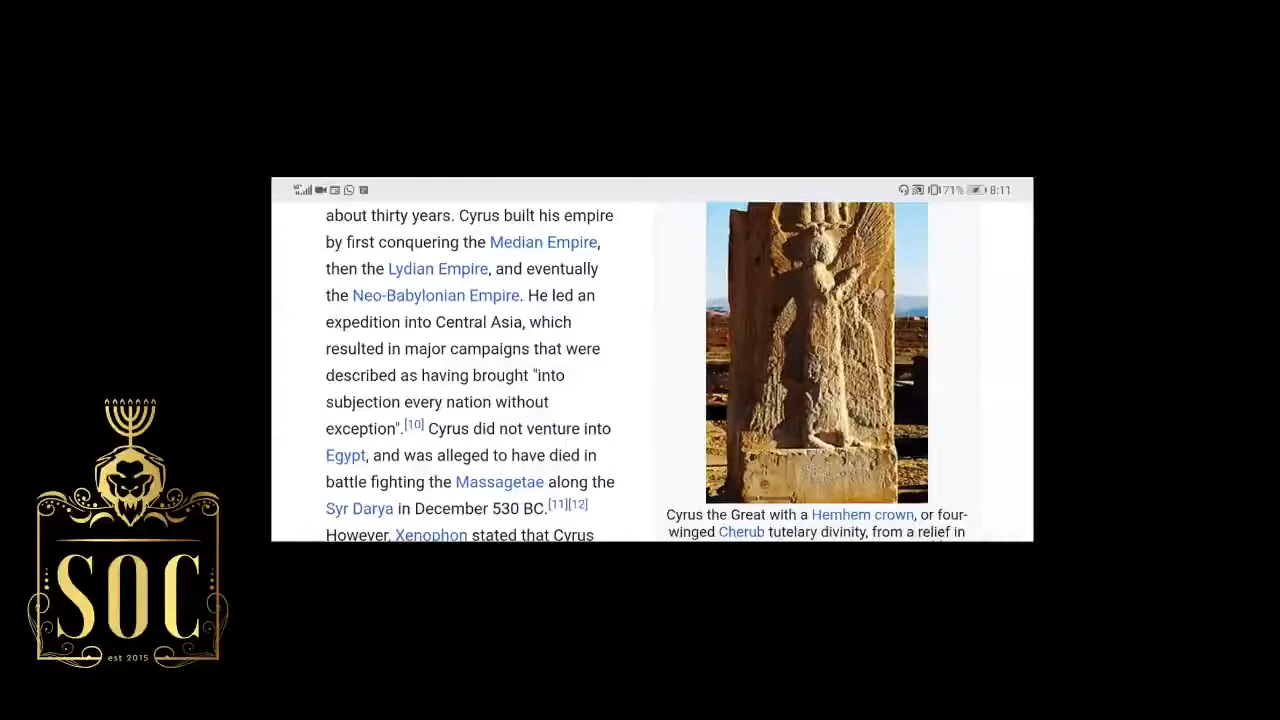 71% 8:11
about thirty years. Cyrus built his empire
by first conquering the Median Empire,
then the Lydian Empire, and eventually
the Neo-Babylonian Empire. He led an
expedition into Central Asia, which
resulted in major campaigns that were
described as having brought "into
subjection every nation without
exception".[10] Cyrus did not venture into
Egypt, and was alleged to have died in
battle fighting the Massagetae along the
Syr Darya in December 530 BC.[11][12]
However, Xenophon stated that Cyrus
Cyrus the Great with a Hemhem crown, or four-
winged Cherub tutelary divinity, from a relief in
SOC
est 2015